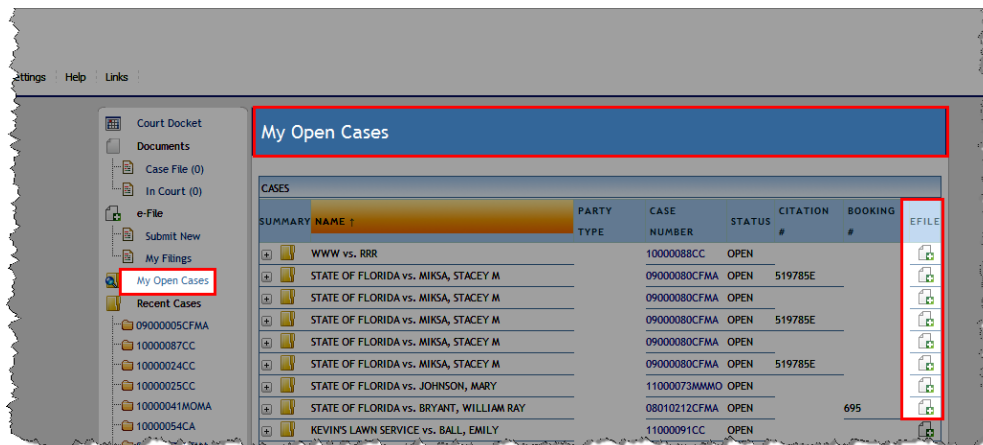 ettings Help Links
Court Docket
Documents
Case File (0)
In Court (0)
e-File
Submit New
My Filings
My Open Cases
Recent Cases
09000005CFMA
10000087CC
10000024CC
10000025CC
10000041MOMA
10000054CA
My Open Cases
CASES
SUMMARY NAME ↑ PARTY TYPE CASE NUMBER STATUS CITATION # BOOKING # EFILE
WWW vs. RRR 10000088CC OPEN
STATE OF FLORIDA vs. MIKSA, STACEY M 09000080CFMA OPEN 519785E
STATE OF FLORIDA vs. MIKSA, STACEY M 09000080CFMA OPEN
STATE OF FLORIDA vs. MIKSA, STACEY M 09000080CFMA OPEN 519785E
STATE OF FLORIDA vs. MIKSA, STACEY M 09000080CFMA OPEN
STATE OF FLORIDA vs. MIKSA, STACEY M 09000080CFMA OPEN 519785E
STATE OF FLORIDA vs. JOHNSON, MARY 11000073MMMO OPEN
STATE OF FLORIDA vs. BRYANT, WILLIAM RAY 08010212CFMA OPEN 695
KEVIN'S LAWN SERVICE vs. BALL, EMILY 11000091CC OPEN